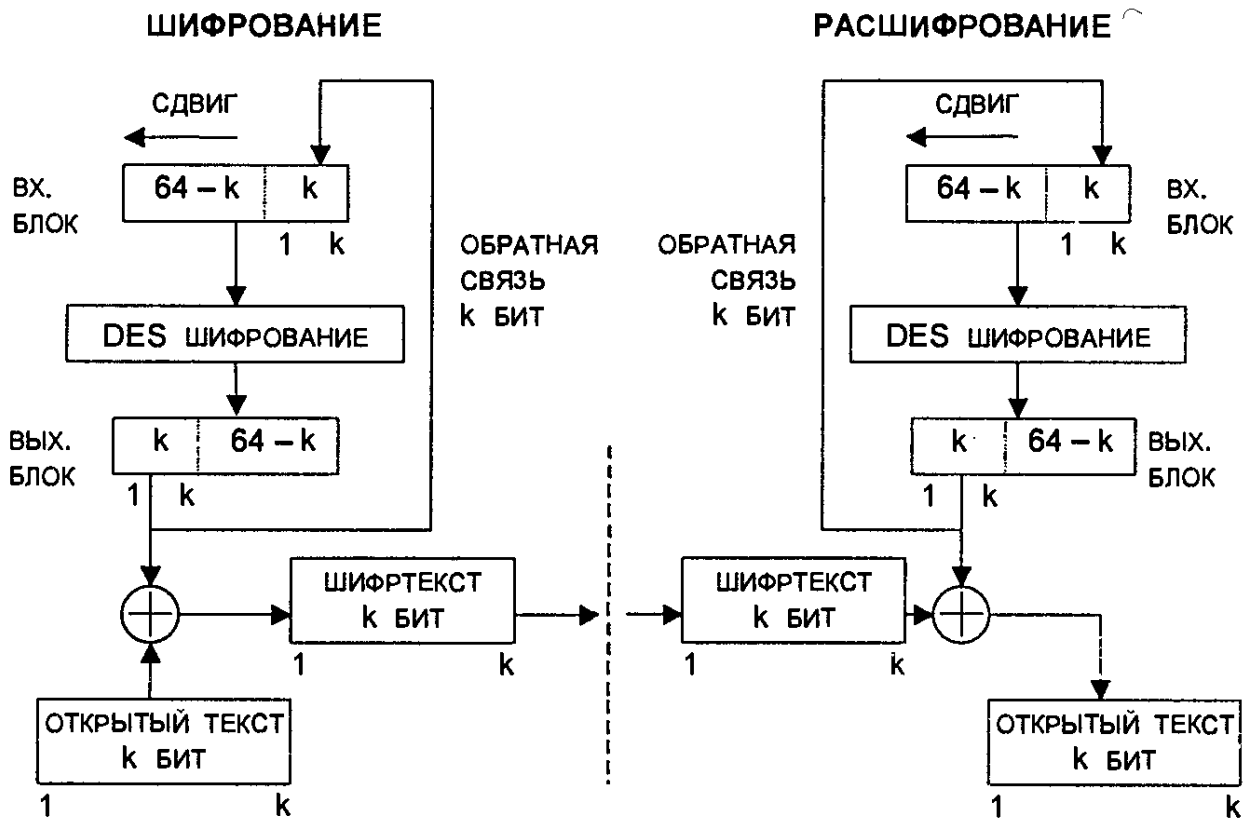 ШИФРОВАНИЕ
СДВИГ
64 – k k
ВХ.
БЛОК
1 k
ОБРАТНАЯ
СВЯЗЬ
k БИТ
DES ШИФРОВАНИЕ
k 64 – k
ВЫХ.
БЛОК
1 k
ШИФРТЕКСТ
k БИТ
1 k
ОТКРЫТЫЙ ТЕКСТ
k БИТ
1 k
РАСШИФРОВАНИЕ
СДВИГ
64 – k k
ВХ.
БЛОК
1 k
ОБРАТНАЯ
СВЯЗЬ
k БИТ
DES ШИФРОВАНИЕ
k 64 – k
ВЫХ.
БЛОК
1 k
ШИФРТЕКСТ
k БИТ
1 k
ОТКРЫТЫЙ ТЕКСТ
k БИТ
1 k